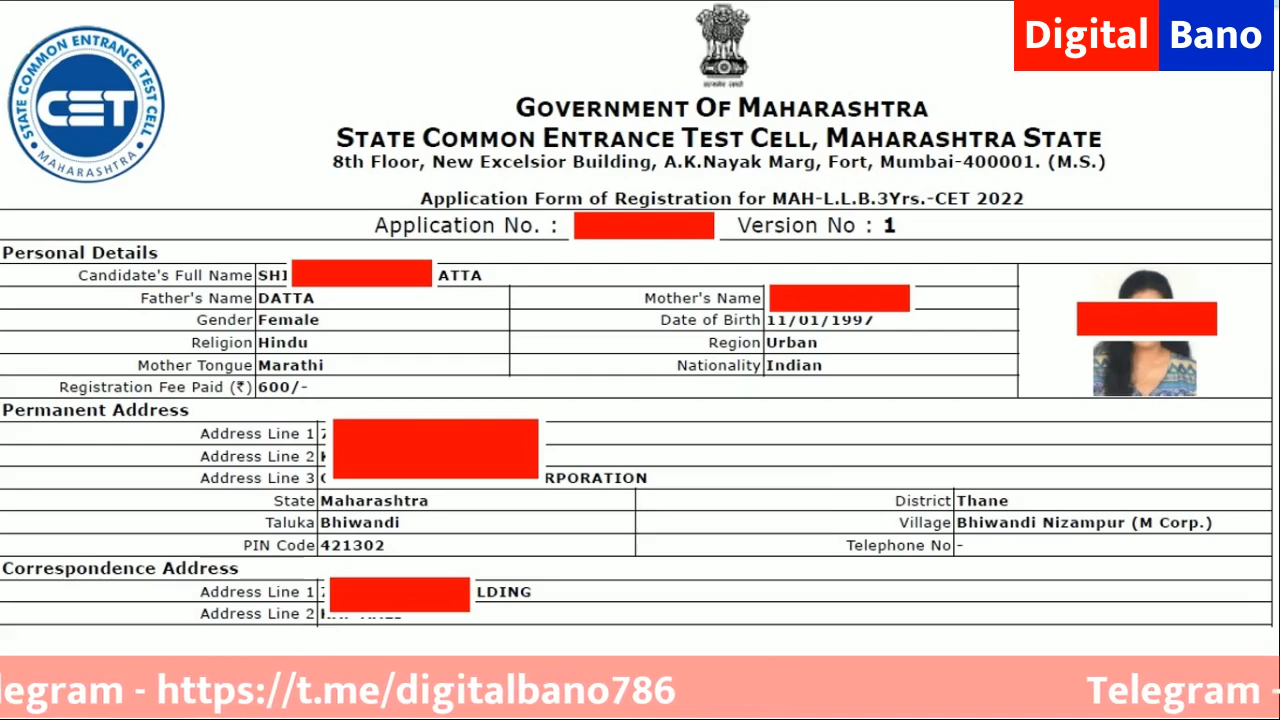 Digital Bano
STATE COMMON ENTRANCE TEST CELL
CET
MAHARASHTRA
GOVERNMENT OF MAHARASHTRA
STATE COMMON ENTRANCE TEST CELL, MAHARASHTRA STATE
8th Floor, New Excelsior Building, A.K.Nayak Marg, Fort, Mumbai-400001. (M.S.)
Application Form of Registration for MAH-L.L.B.3Yrs.-CET 2022
Application No. : Version No : 1
Personal Details
Candidate's Full Name SHI ATTA
Father's Name DATTA Mother's Name
Gender Female Date of Birth 11/01/1997
Religion Hindu Region Urban
Mother Tongue Marathi Nationality Indian
Registration Fee Paid (₹) 600/-
Permanent Address
Address Line 1
Address Line 2
Address Line 3 RPORATION
State Maharashtra District Thane
Taluka Bhiwandi Village Bhiwandi Nizampur (M Corp.)
PIN Code 421302 Telephone No -
Correspondence Address
Address Line 1 LDING
Address Line 2
legram - https://t.me/digitalbano786 Telegram -